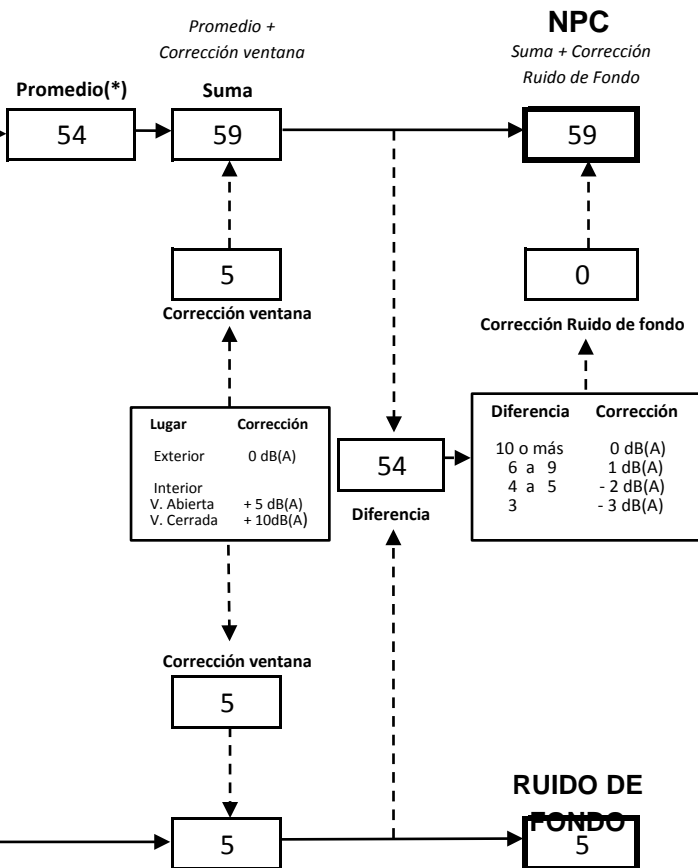 Promedio +
Corrección ventana
NPC
Suma + Corrección
Ruido de Fondo
Promedio(*)
Suma
54
59
59
5
0
Corrección ventana
Corrección Ruido de fondo
Lugar Corrección
Exterior 0 dB(A)
Interior
V. Abierta + 5 dB(A)
V. Cerrada + 10dB(A)
54
Diferencia
Diferencia Corrección
10 o más 0 dB(A)
6 a 9 1 dB(A)
4 a 5 - 2 dB(A)
3 - 3 dB(A)
Corrección ventana
5
RUIDO DE
FONDO
5
5